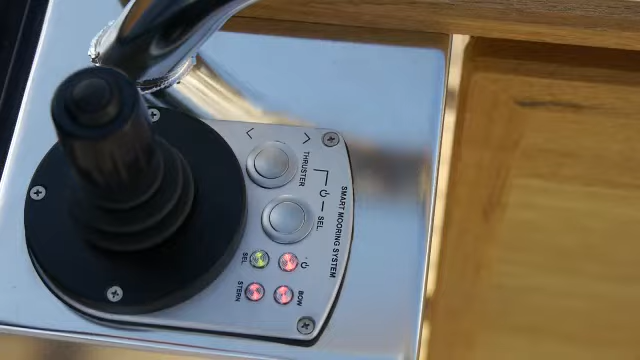 SMART MOORING SYSTEM
THRUSTER
SEL
SEL
STERN
BOW